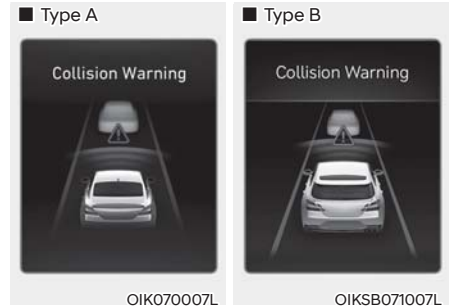 ■ Type A
Collision Warning
OIK070007L
■ Type B
Collision Warning
OIKSB071007L